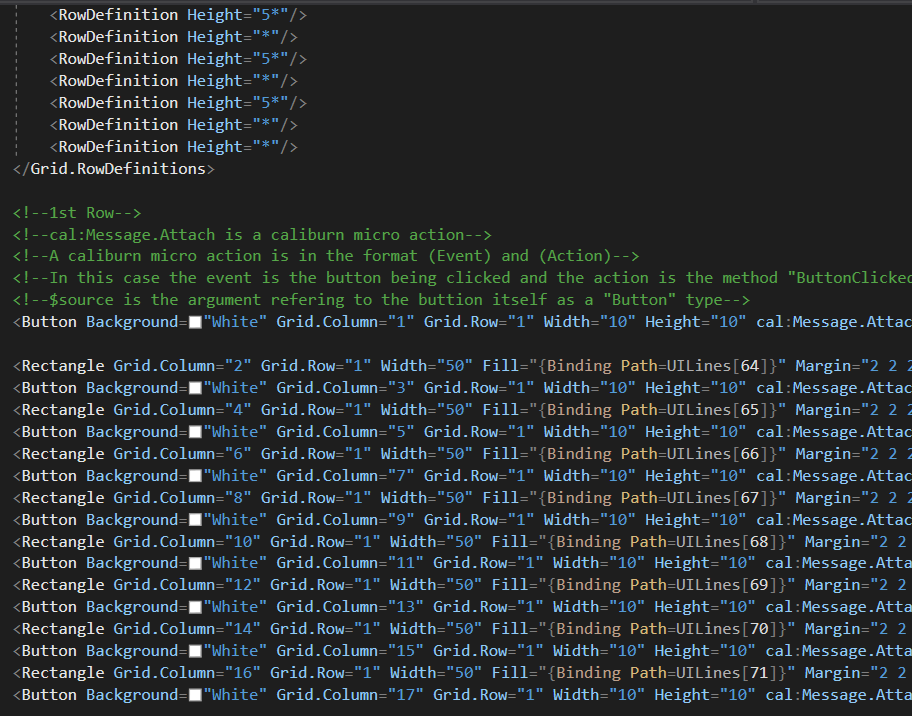 <RowDefinition Height="5*"/>
<RowDefinition Height="*"/>
<RowDefinition Height="5*"/>
<RowDefinition Height="*"/>
<RowDefinition Height="5*"/>
<RowDefinition Height="*"/>
<RowDefinition Height="*"/>
</Grid.RowDefinitions>
<!--1st Row-->
<!--cal:Message.Attach is a caliburn micro action-->
<!--A caliburn micro action is in the format (Event) and (Action)-->
<!--In this case the event is the button being clicked and the action is the method "ButtonClicked
<!--$source is the argument refering to the buttion itself as a "Button" type-->
<Button Background="White" Grid.Column="1" Grid.Row="1" Width="10" Height="10" cal:Message.Attac
<Rectangle Grid.Column="2" Grid.Row="1" Width="50" Fill="{Binding Path=UILines[64]}" Margin="2 2 2
<Button Background="White" Grid.Column="3" Grid.Row="1" Width="10" Height="10" cal:Message.Attac
<Rectangle Grid.Column="4" Grid.Row="1" Width="50" Fill="{Binding Path=UILines[65]}" Margin="2 2 2
<Button Background="White" Grid.Column="5" Grid.Row="1" Width="10" Height="10" cal:Message.Attac
<Rectangle Grid.Column="6" Grid.Row="1" Width="50" Fill="{Binding Path=UILines[66]}" Margin="2 2 2
<Button Background="White" Grid.Column="7" Grid.Row="1" Width="10" Height="10" cal:Message.Attac
<Rectangle Grid.Column="8" Grid.Row="1" Width="50" Fill="{Binding Path=UILines[67]}" Margin="2 2 2
<Button Background="White" Grid.Column="9" Grid.Row="1" Width="10" Height="10" cal:Message.Attac
<Rectangle Grid.Column="10" Grid.Row="1" Width="50" Fill="{Binding Path=UILines[68]}" Margin="2 2
<Button Background="White" Grid.Column="11" Grid.Row="1" Width="10" Height="10" cal:Message.Atta
<Rectangle Grid.Column="12" Grid.Row="1" Width="50" Fill="{Binding Path=UILines[69]}" Margin="2 2
<Button Background="White" Grid.Column="13" Grid.Row="1" Width="10" Height="10" cal:Message.Atta
<Rectangle Grid.Column="14" Grid.Row="1" Width="50" Fill="{Binding Path=UILines[70]}" Margin="2 2
<Button Background="White" Grid.Column="15" Grid.Row="1" Width="10" Height="10" cal:Message.Atta
<Rectangle Grid.Column="16" Grid.Row="1" Width="50" Fill="{Binding Path=UILines[71]}" Margin="2 2
<Button Background="White" Grid.Column="17" Grid.Row="1" Width="10" Height="10" cal:Message.Atta